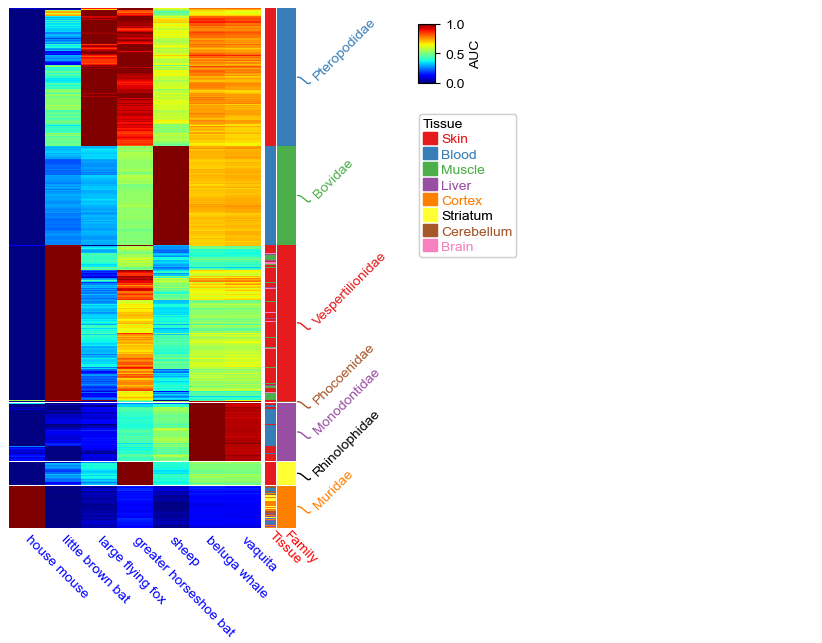 Pteropodidae
Bovidae
Vespertilionidae
Phocoenidae
Monodontidae
Rhinolophidae
Muridae
house mouse
little brown bat
large flying fox
greater horseshoe bat
sheep
beluga whale
vaquita
Tissue
Family
1.0
0.5
0.0
AUC
Tissue
Skin
Blood
Muscle
Liver
Cortex
Striatum
Cerebellum
Brain